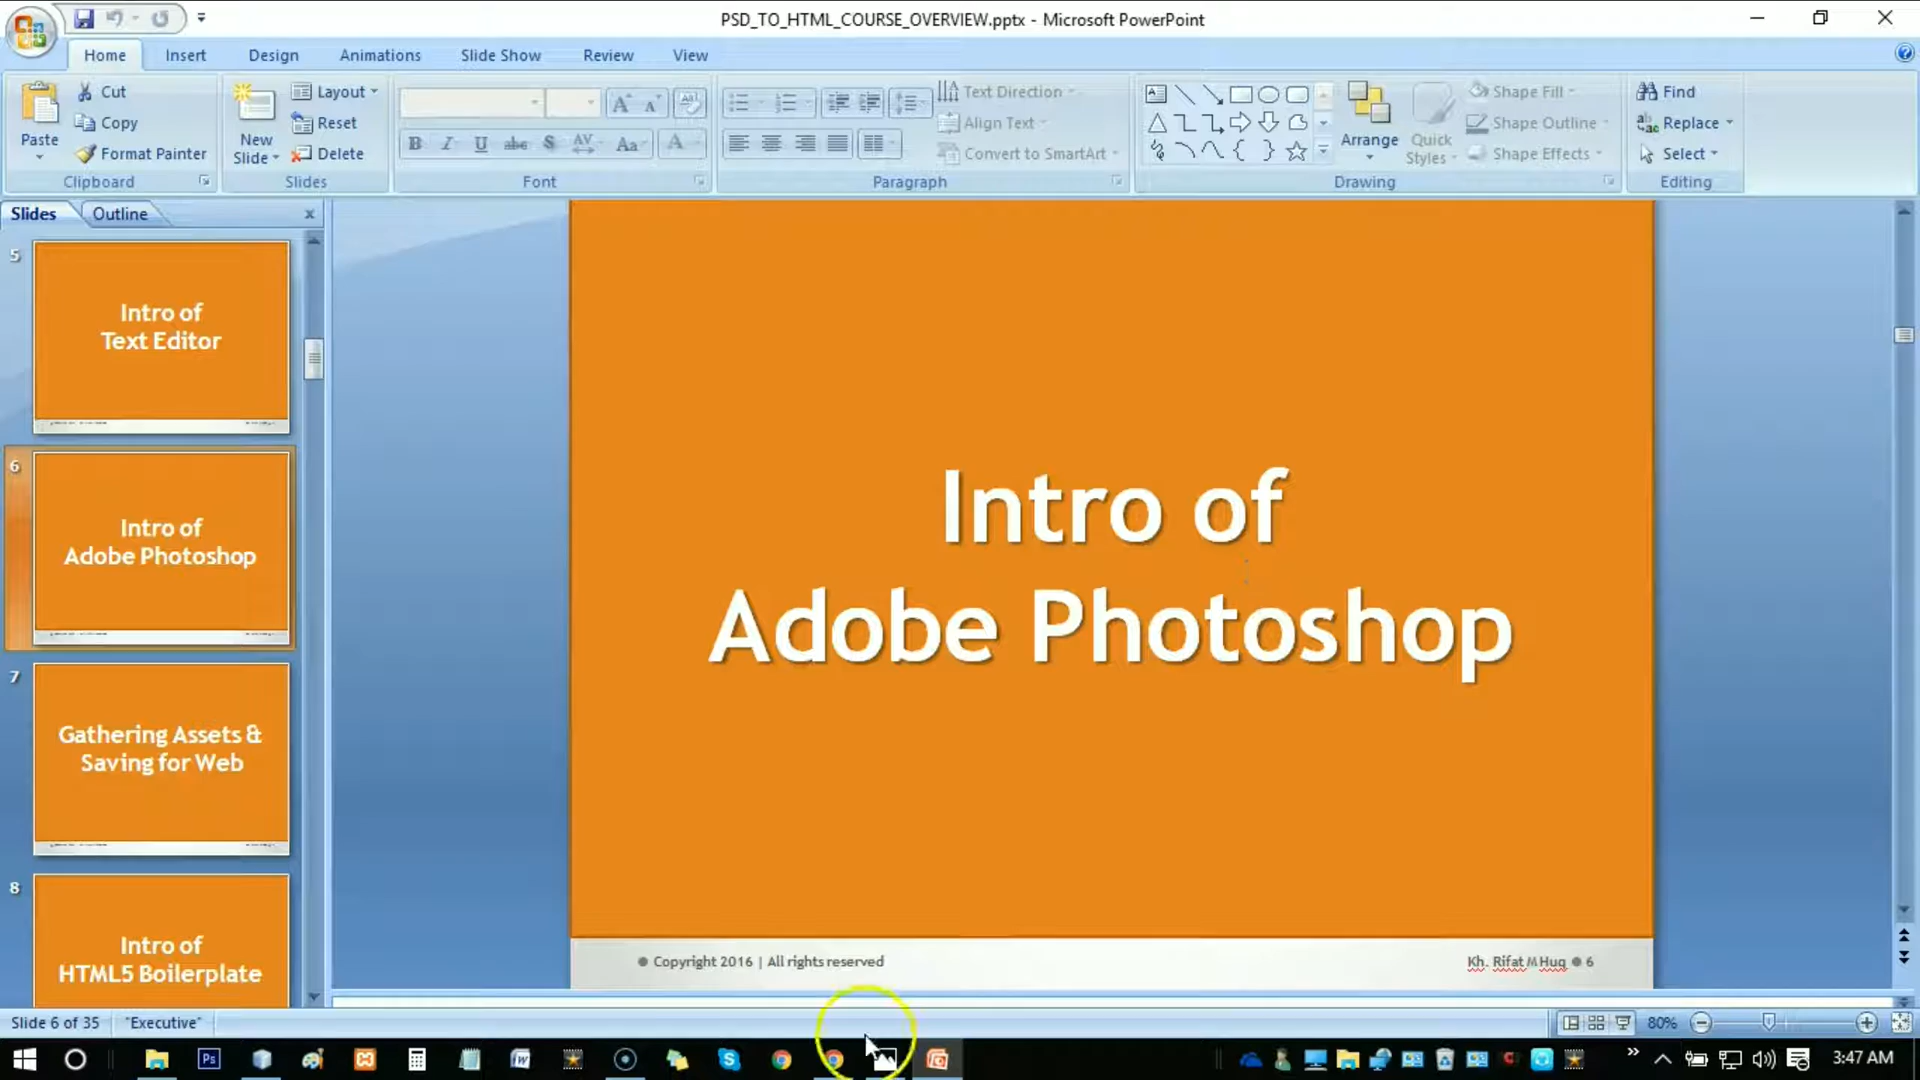 PSD_TO_HTML_COURSE_OVERVIEW.pptx - Microsoft PowerPoint
Home Insert Design Animations Slide Show Review View
Paste
Cut
Copy
Format Painter
Clipboard
New
Slide
Layout
Reset
Delete
Slides
B I U abc S AV Aa A
Font
Text Direction
Align Text
Convert to SmartArt
Paragraph
Arrange
Quick
Styles
Shape Fill
Shape Outline
Shape Effects
Drawing
Find
Replace
Select
Editing
Slides Outline x
5
Intro of
Text Editor
6
Intro of
Adobe Photoshop
7
Gathering Assets &
Saving for Web
8
Intro of
HTML5 Boilerplate
Intro of
Adobe Photoshop
Copyright 2016 | All rights reserved
Kh. Rifat M Huq 6
Slide 6 of 35 "Executive" 80%
Ps
3:47 AM